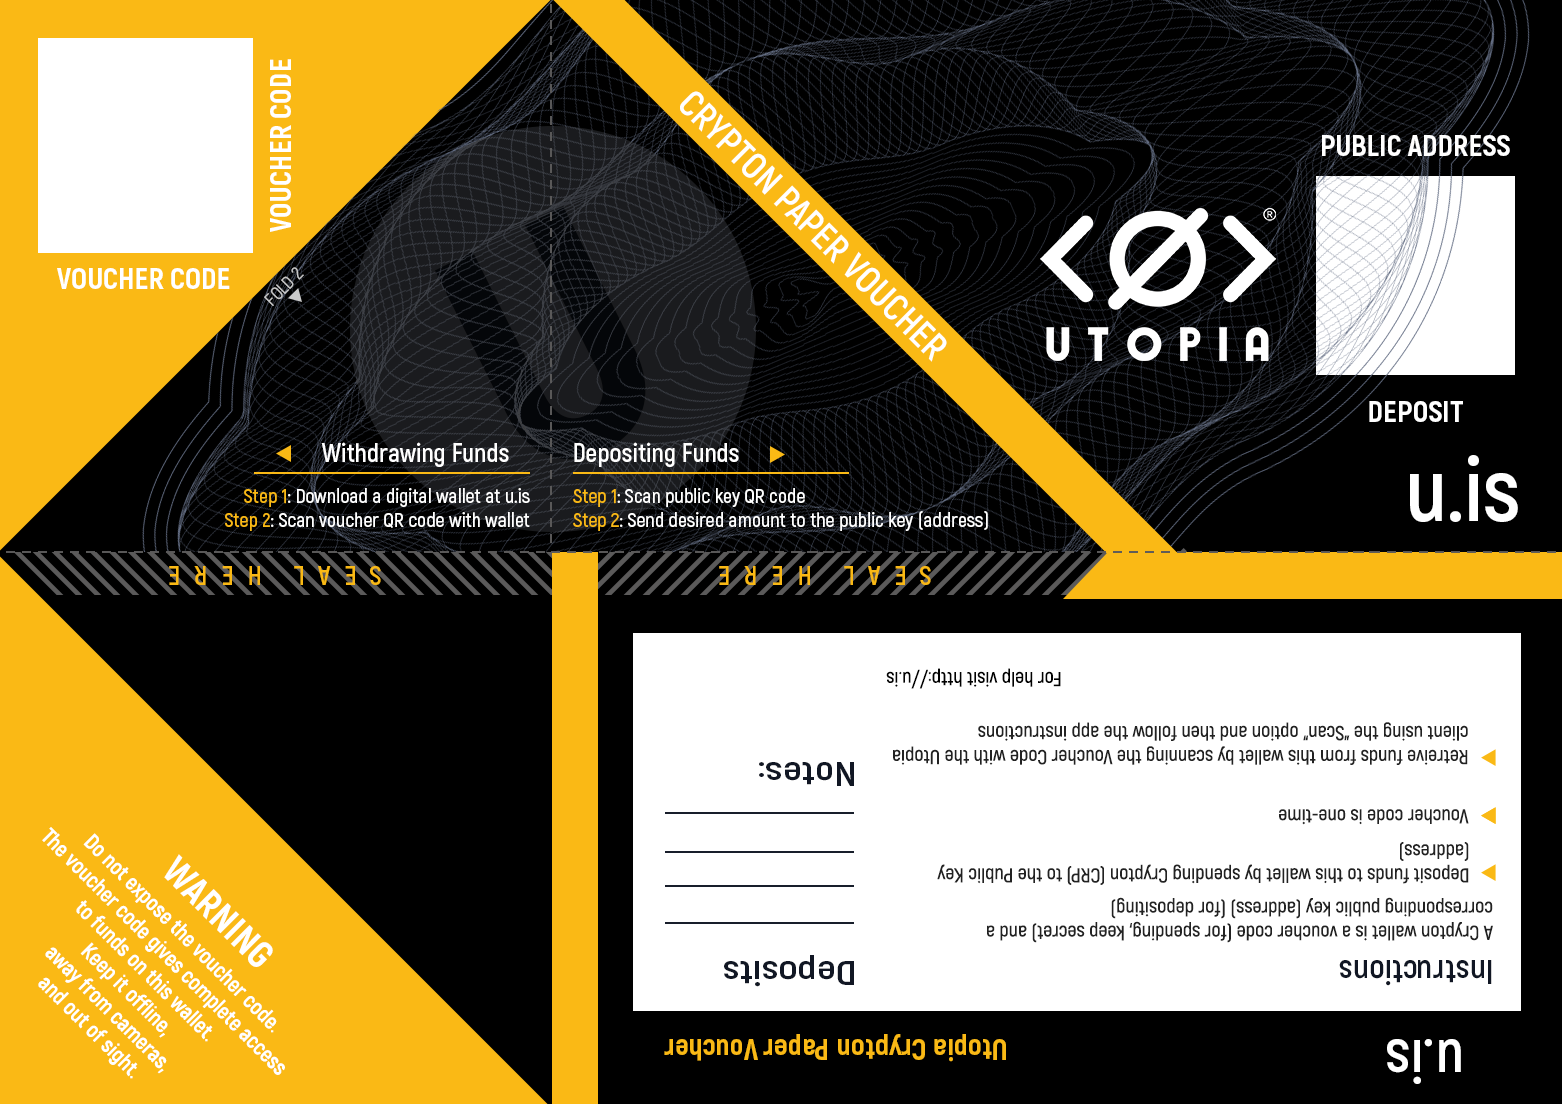 VOUCHER CODE
VOUCHER CODE
FOLD 2
CRYPTON PAPER VOUCHER
UTOPIA
®
PUBLIC ADDRESS
DEPOSIT
u.is
Withdrawing Funds
Step 1: Download a digital wallet at u.is
Step 2: Scan voucher QR code with wallet
Depositing Funds
Step 1: Scan public key QR code
Step 2: Send desired amount to the public key (address)
SEAL HERE
SEAL HERE
WARNING
Do not expose the voucher code.
The voucher code gives complete access
to funds on this wallet.
Keep it offline,
away from cameras,
and out of sight.
u.is
Utopia Crypton Paper Voucher
Instructions
A Crypton wallet is a voucher code (for spending, keep secret) and a
corresponding public key (address) (for depositing)
Deposit funds to this wallet by spending Crypton (CRP) to the Public Key
(address)
Voucher code is one-time
Retreive funds from this wallet by scanning the Voucher Code with the Utopia
client using the "Scan" option and then follow the app instructions
For help visit http://u.is
Deposits
Notes: